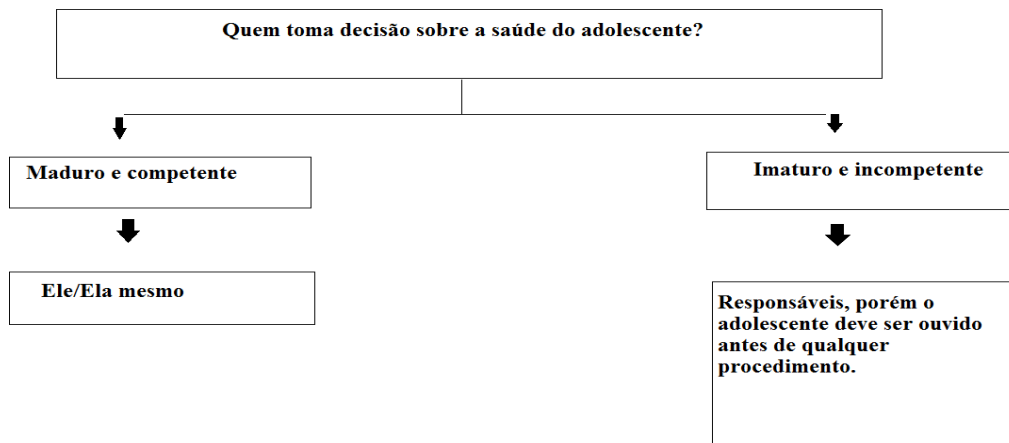 Quem toma decisão sobre a saúde do adolescente?
Maduro e competente
Imaturo e incompetente
Ele/Ela mesmo
Responsáveis, porém o
adolescente deve ser ouvido
antes de qualquer
procedimento.